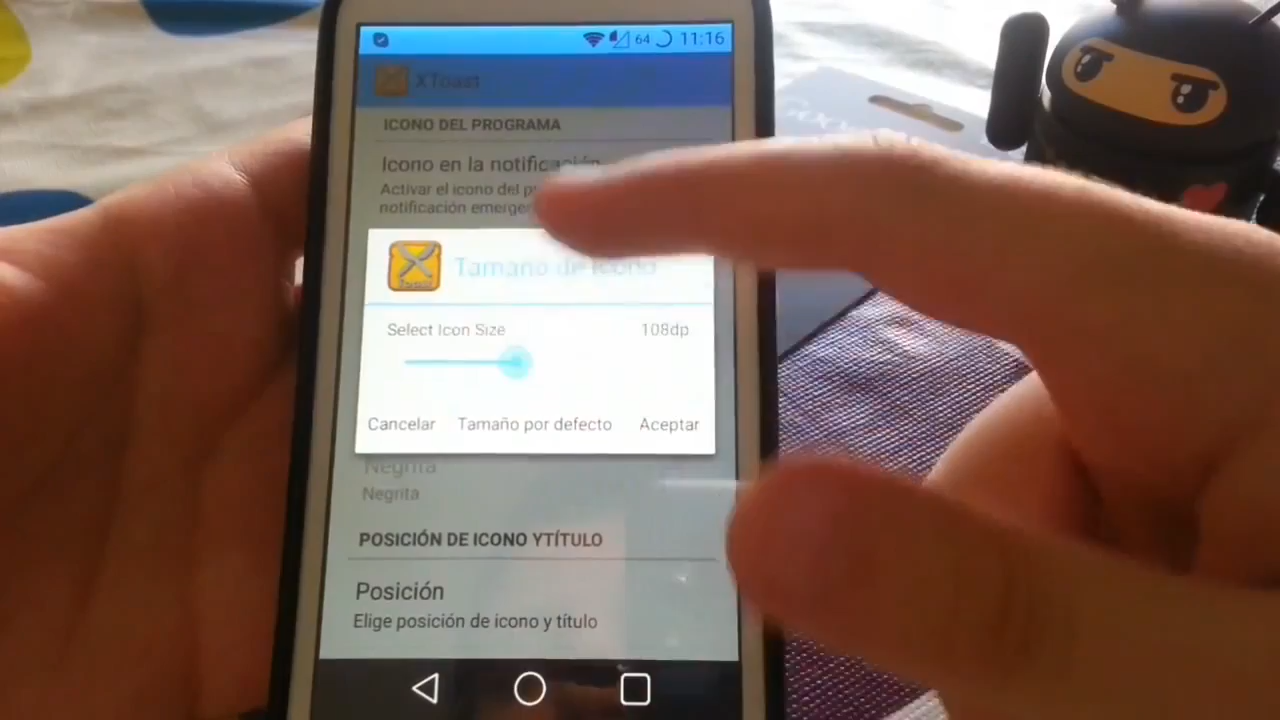 64 11:16
XToast
ICONO DEL PROGRAMA
Icono en la notificación
Activar el icono del
notificación
Tamaño de icono
Select Icon Size 108dp
Cancelar Tamaño por defecto Aceptar
Negrita
Negrita
POSICIÓN DE ICONO YTÍTULO
Posición
Elige posición de icono y título